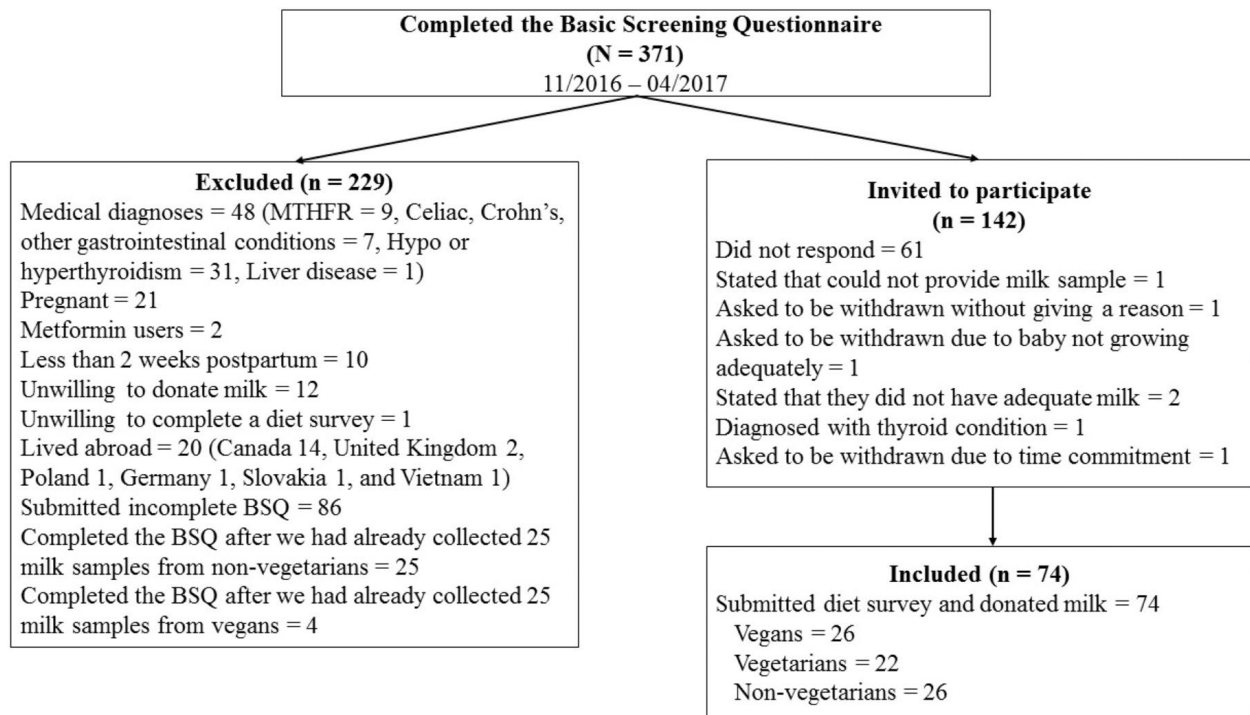 Completed the Basic Screening Questionnaire
(N = 371)
11/2016 – 04/2017
Excluded (n = 229)
Medical diagnoses = 48 (MTHFR = 9, Celiac, Crohn’s,
other gastrointestinal conditions = 7, Hypo or
hyperthyroidism = 31, Liver disease = 1)
Pregnant = 21
Metformin users = 2
Less than 2 weeks postpartum = 10
Unwilling to donate milk = 12
Unwilling to complete a diet survey = 1
Lived abroad = 20 (Canada 14, United Kingdom 2,
Poland 1, Germany 1, Slovakia 1, and Vietnam 1)
Submitted incomplete BSQ = 86
Completed the BSQ after we had already collected 25
milk samples from non-vegetarians = 25
Completed the BSQ after we had already collected 25
milk samples from vegans = 4
Invited to participate
(n = 142)
Did not respond = 61
Stated that could not provide milk sample = 1
Asked to be withdrawn without giving a reason = 1
Asked to be withdrawn due to baby not growing
adequately = 1
Stated that they did not have adequate milk = 2
Diagnosed with thyroid condition = 1
Asked to be withdrawn due to time commitment = 1
Included (n = 74)
Submitted diet survey and donated milk = 74
Vegans = 26
Vegetarians = 22
Non-vegetarians = 26